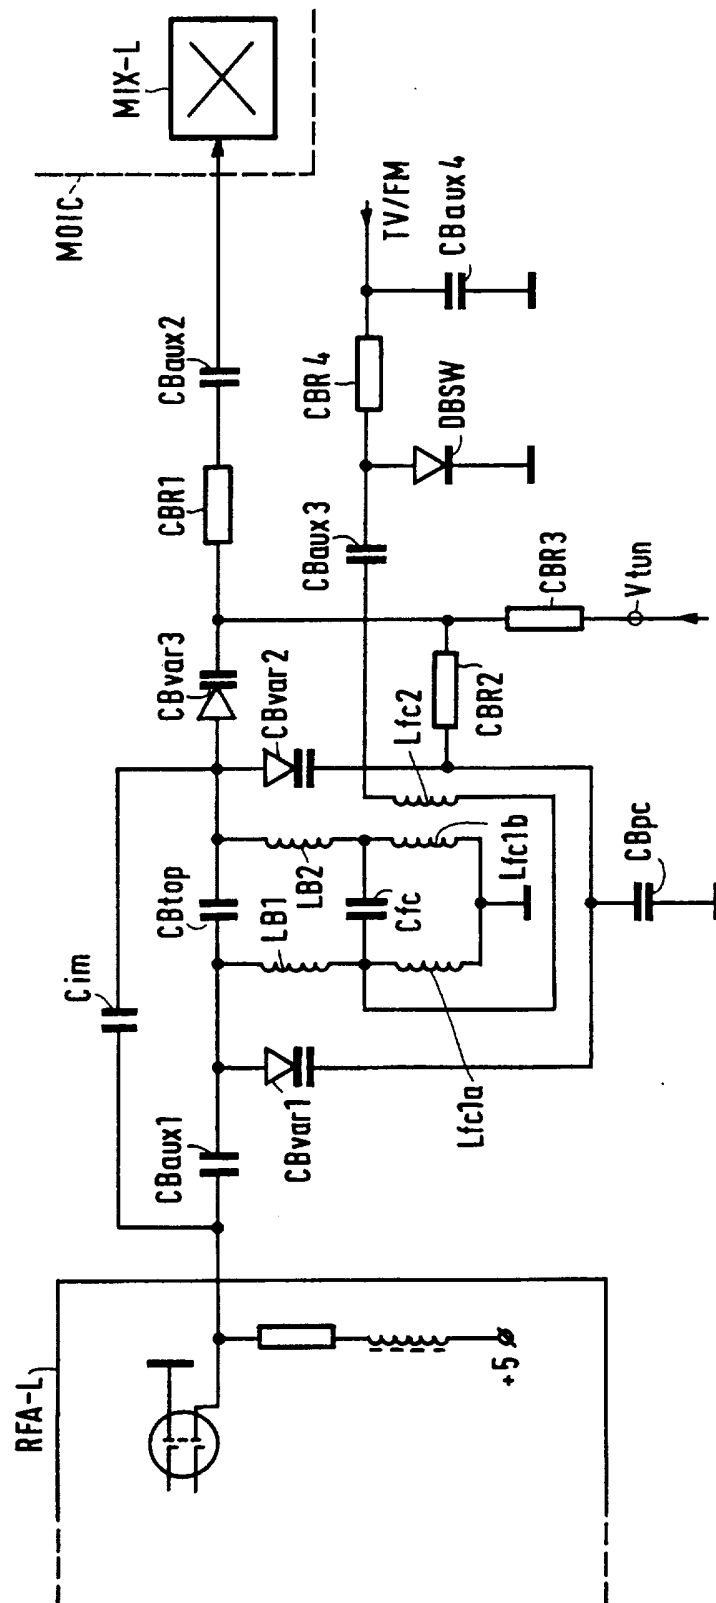 RFA-L
+5
Cim
CBaux1
CBtop
CBvar3
CBR1
CBaux2
MOIC
MIX-L
CBvar1
LB1
LB2
CBvar2
Cfc
Lfc1a
Lfc1b
Lfc2
CBaux3
CBR4
TV/FM
DBSW
CBaux4
CBR2
CBR3
Vtun
CBpc